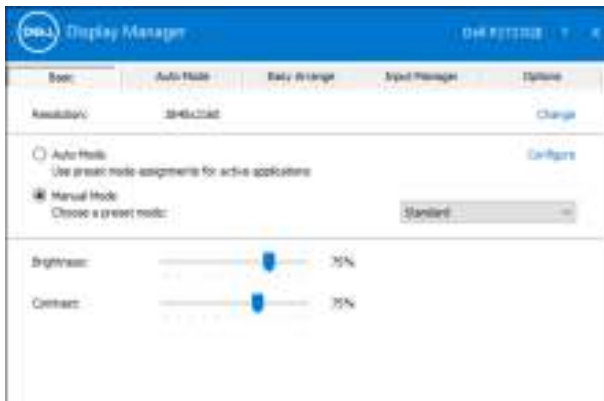 DELL Display Manager
Basic Auto Mode Easy Arrange Input Manager Options
Resolution: 3840x2160 Change
Auto Mode Configure
Use preset mode assignments for active applications
Manual Mode
Choose a preset mode: Standard
Brightness: 75%
Contrast: 75%